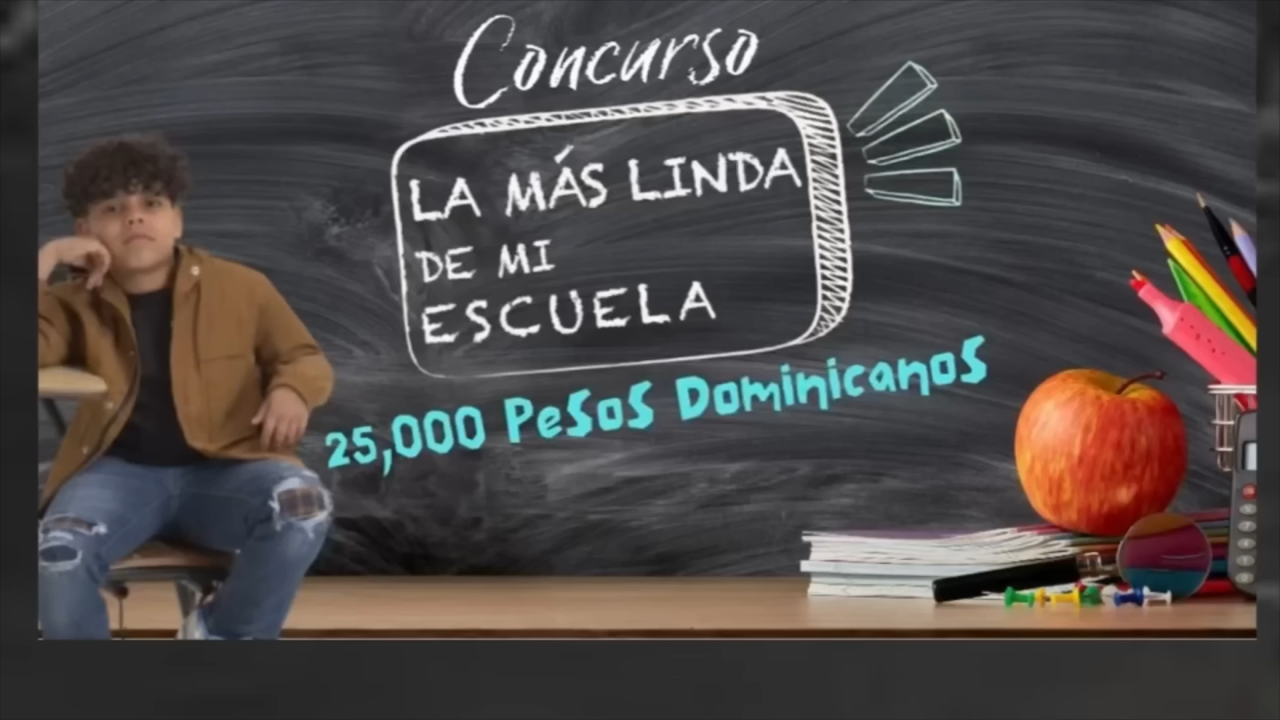 Concurso
LA MÁS LINDA
DE MI
ESCUELA
25,000 Pesos Dominicanos